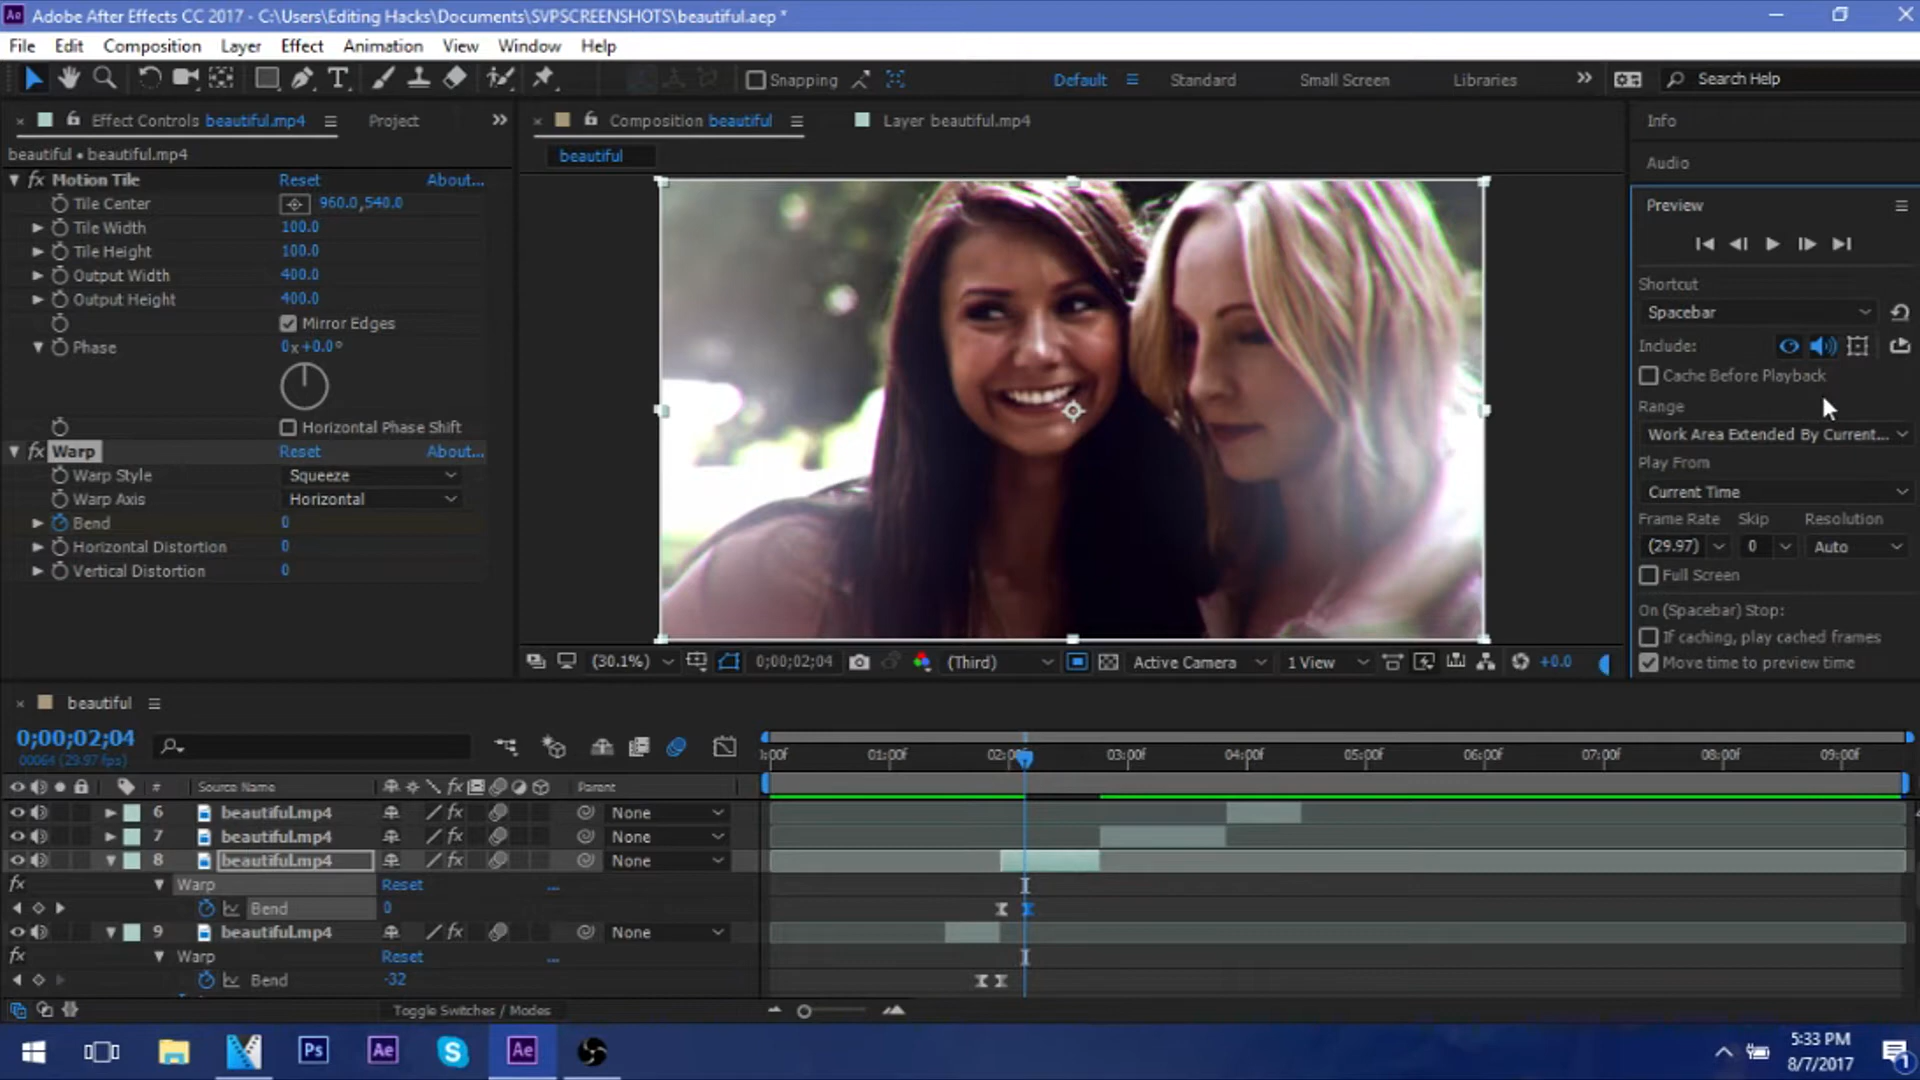 Adobe After Effects CC 2017 - C:\Users\Editing Hacks\Documents\SVPSCREENSHOTS\beautiful.aep *
File Edit Composition Layer Effect Animation View Window Help
Snapping Default Standard Small Screen Libraries Search Help
Effect Controls beautiful.mp4 Project
Composition beautiful Layer beautiful.mp4
Info
beautiful • beautiful.mp4
beautiful
Audio
Motion Tile Reset About...
Tile Center 960.0,540.0
Tile Width 100.0
Tile Height 100.0
Output Width 400.0
Output Height 400.0
Mirror Edges
Phase 0x+0.0°
Horizontal Phase Shift
Warp Reset About...
Warp Style Squeeze
Warp Axis Horizontal
Bend 0
Horizontal Distortion 0
Vertical Distortion 0
Preview
Shortcut
Spacebar
Include:
Cache Before Playback
Range
Work Area Extended By Current...
Play From
Current Time
Frame Rate Skip Resolution
(29.97) 0 Auto
Full Screen
On (Spacebar) Stop:
If caching, play cached frames
Move time to preview time
(30.1%) 0;00;02;04 (Third) Active Camera 1 View +0.0
beautiful
0;00;02;04
00064 (29.97 fps)
:00f 01:00f 02:00f 03:00f 04:00f 05:00f 06:00f 07:00f 08:00f 09:00f
# Source Name Parent
6 beautiful.mp4 None
7 beautiful.mp4 None
8 beautiful.mp4 None
Warp Reset ...
Bend 0
9 beautiful.mp4 None
Warp Reset ...
Bend -32
Toggle Switches / Modes
Ps Ae Ae
5:33 PM
8/7/2017
1